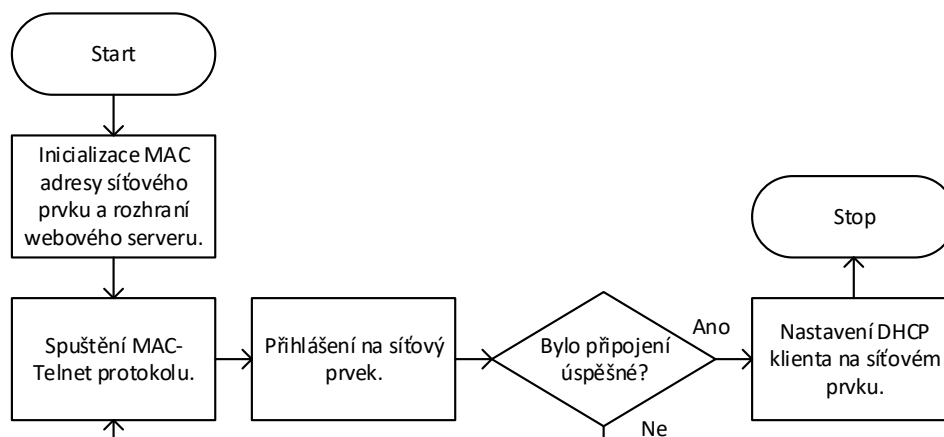 Start
Inicializace MAC
adresy síťového
prvku a rozhraní
webového serveru.
Spuštění MAC-
Telnet protokolu.
Přihlášení na síťový
prvek.
Bylo připojení
úspěšné?
Ano
Ne
Nastavení DHCP
klienta na síťovém
prvku.
Stop